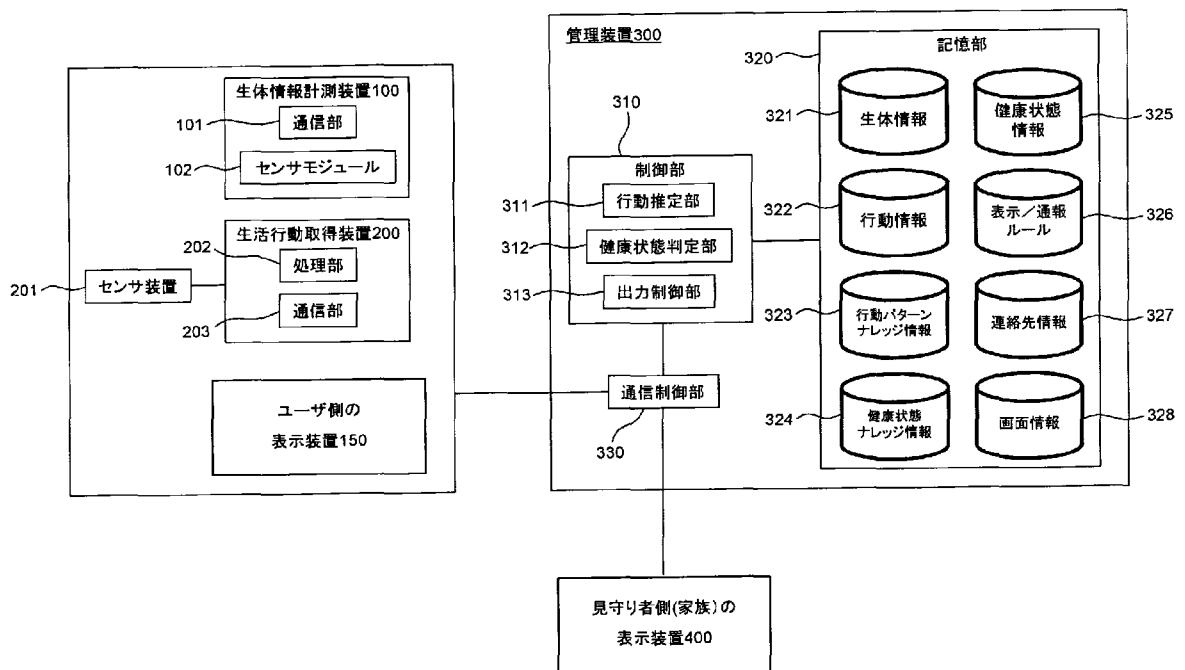 生体情報計測装置100
101
通信部
102
センサモジュール
生活行動取得装置200
202
処理部
201
センサ装置
203
通信部
ユーザ側の
表示装置150
管理装置300
310
制御部
311
行動推定部
312
健康状態判定部
313
出力制御部
通信制御部
330
320
記憶部
321
生体情報
健康状態
情報
325
322
行動情報
表示/通報
ルール
326
323
行動パターン
ナレッジ情報
連絡先情報
327
324
健康状態
ナレッジ情報
画面情報
328
見守り者側(家族)の
表示装置400